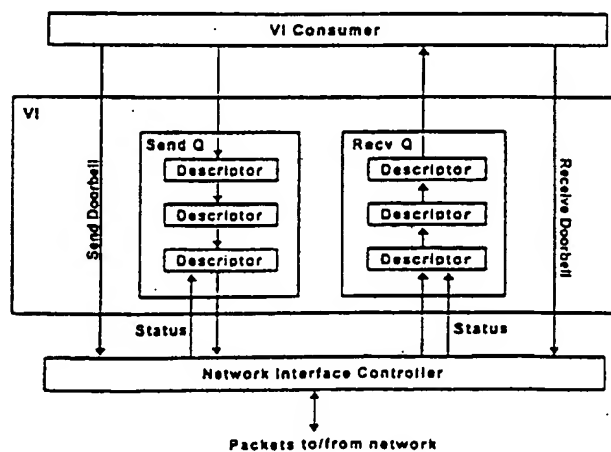 VI Consumer
VI
Send Q
Recv Q
Descriptor
Descriptor
Descriptor
Descriptor
Descriptor
Descriptor
Send Doorbell
Receive Doorbell
Status
Status
Network Interface Controller
Packets to/from network